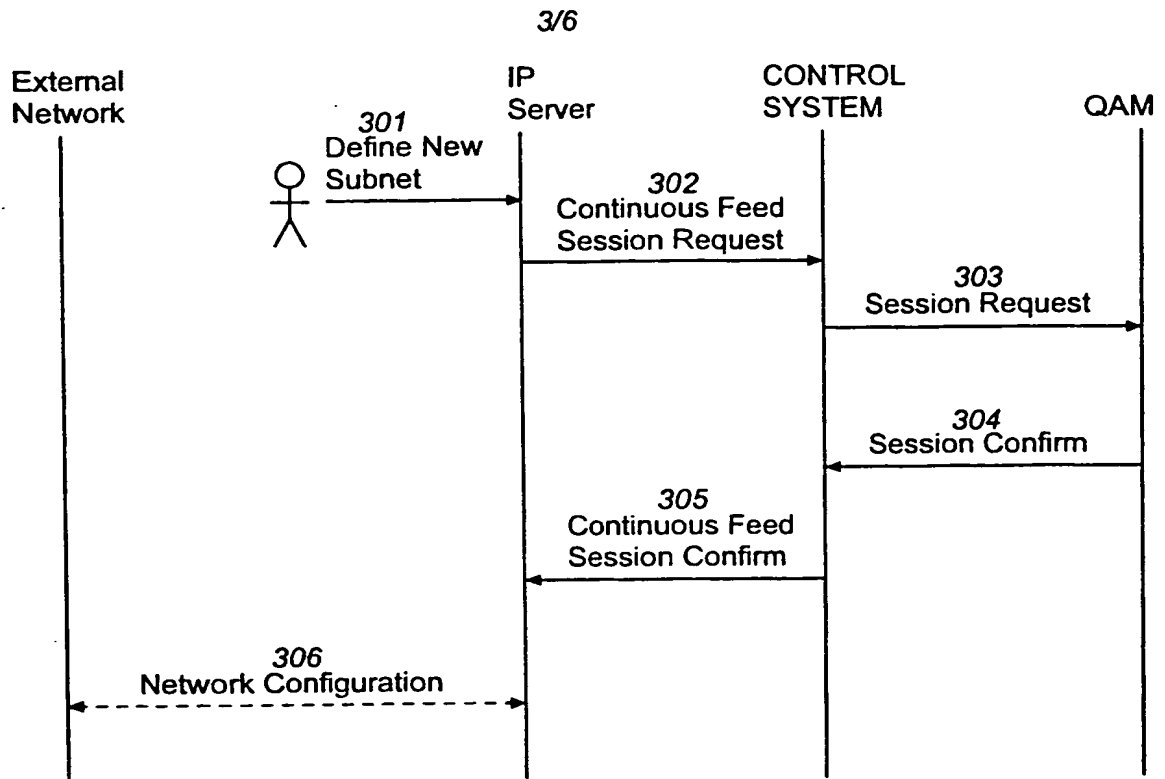 3/6
External
Network
IP
Server
CONTROL
SYSTEM
QAM
301
Define New
Subnet
302
Continuous Feed
Session Request
303
Session Request
304
Session Confirm
305
Continuous Feed
Session Confirm
306
Network Configuration